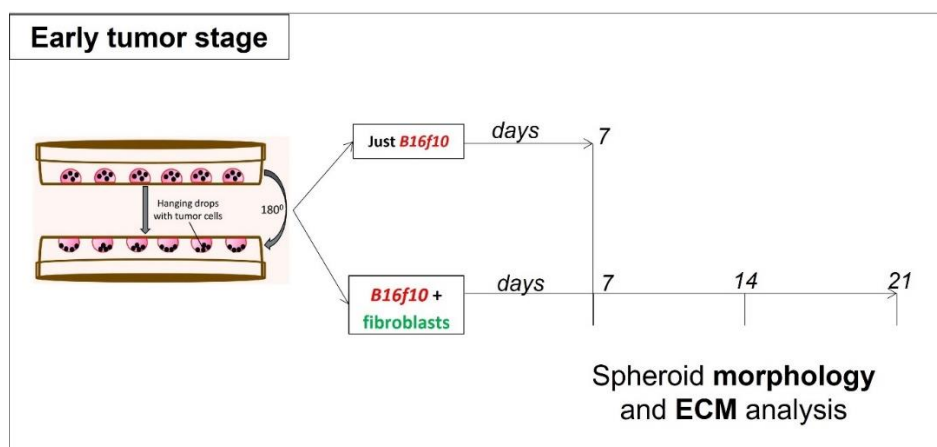 Early tumor stage
Just B16f10
days
7
Hanging drops
with tumor cells
180⁰
B16f10 +
fibroblasts
days
7
14
21
Spheroid morphology
and ECM analysis